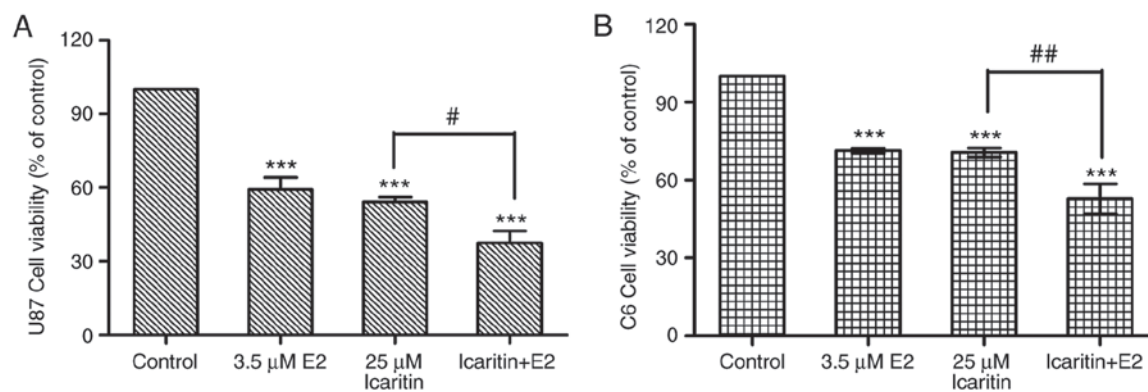 A
U87 Cell viability (% of control)
120
90
60
30
0
***
***
***
#
Control
3.5 µM E2
25 µM
Icaritin
Icaritin+E2
B
C6 Cell viability (% of control)
120
90
60
30
0
***
***
***
##
Control
3.5 µM E2
25 µM
Icaritin
Icaritin+E2